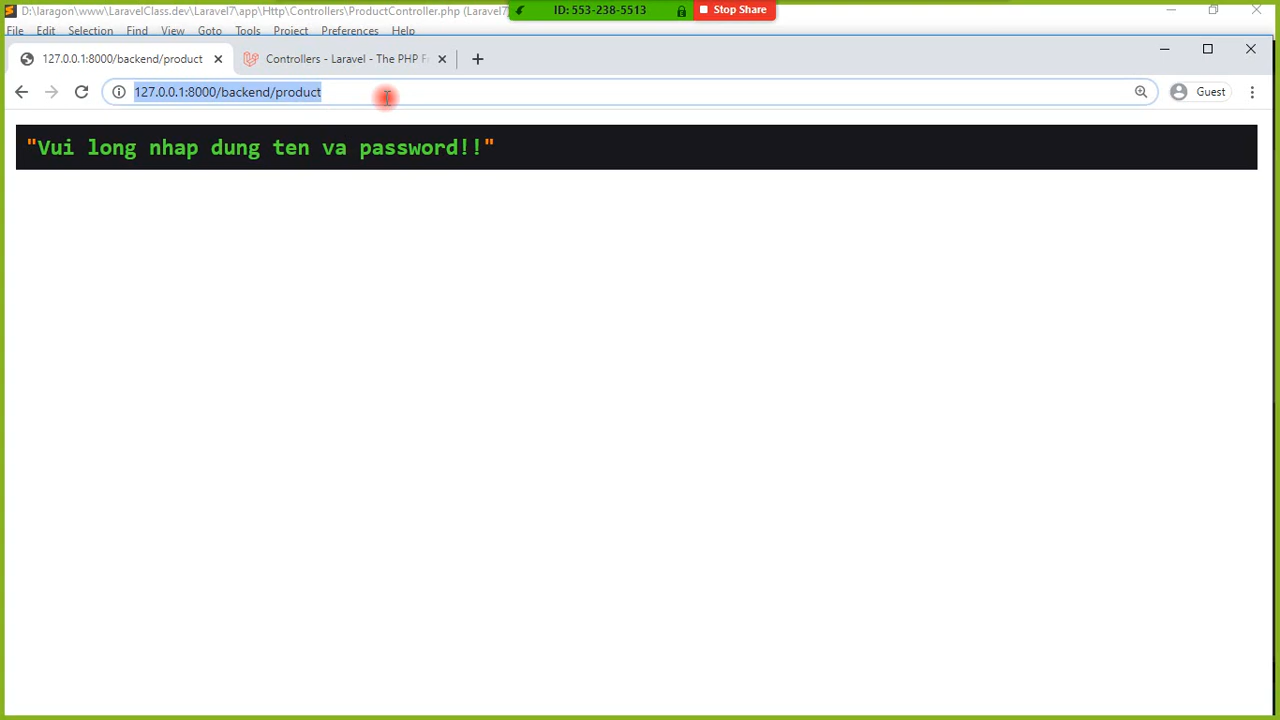 D:\laragon\www\LaravelClass.dev\Laravel7\app\Http\Controllers\ProductController.php (Laravel7
ID: 553-238-5513
Stop Share
File Edit Selection Find View Goto Tools Project Preferences Help
127.0.0.1:8000/backend/product
Controllers - Laravel - The PHP F
127.0.0.1:8000/backend/product
Guest
"Vui long nhap dung ten va password!!"